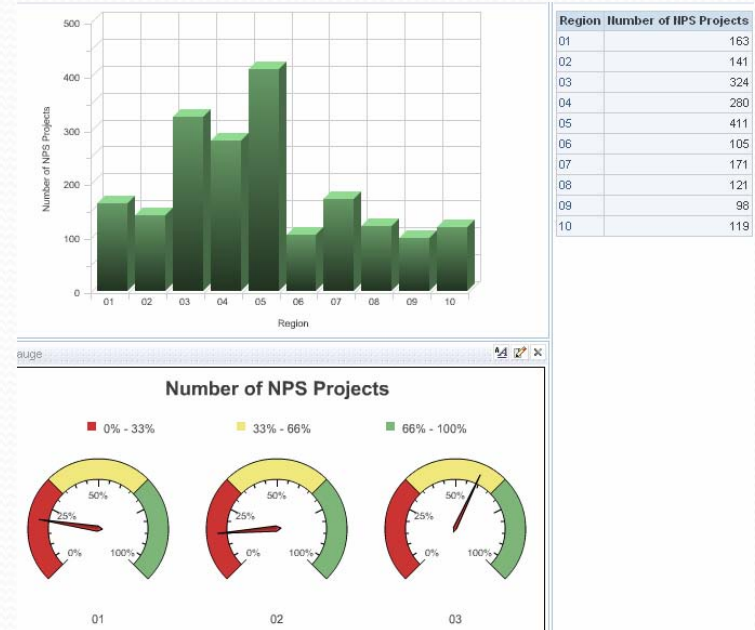 500
400
300
200
100
0
Number of NPS Projects
01 02 03 04 05 06 07 08 09 10
Region
Region Number of NPS Projects
01 163
02 141
03 324
04 280
05 411
06 105
07 171
08 121
09 98
10 119
auge
Number of NPS Projects
0% - 33% 33% - 66% 66% - 100%
50% 50% 50%
25% 25% 25%
0% 100% 0% 100% 0% 100%
01 02 03